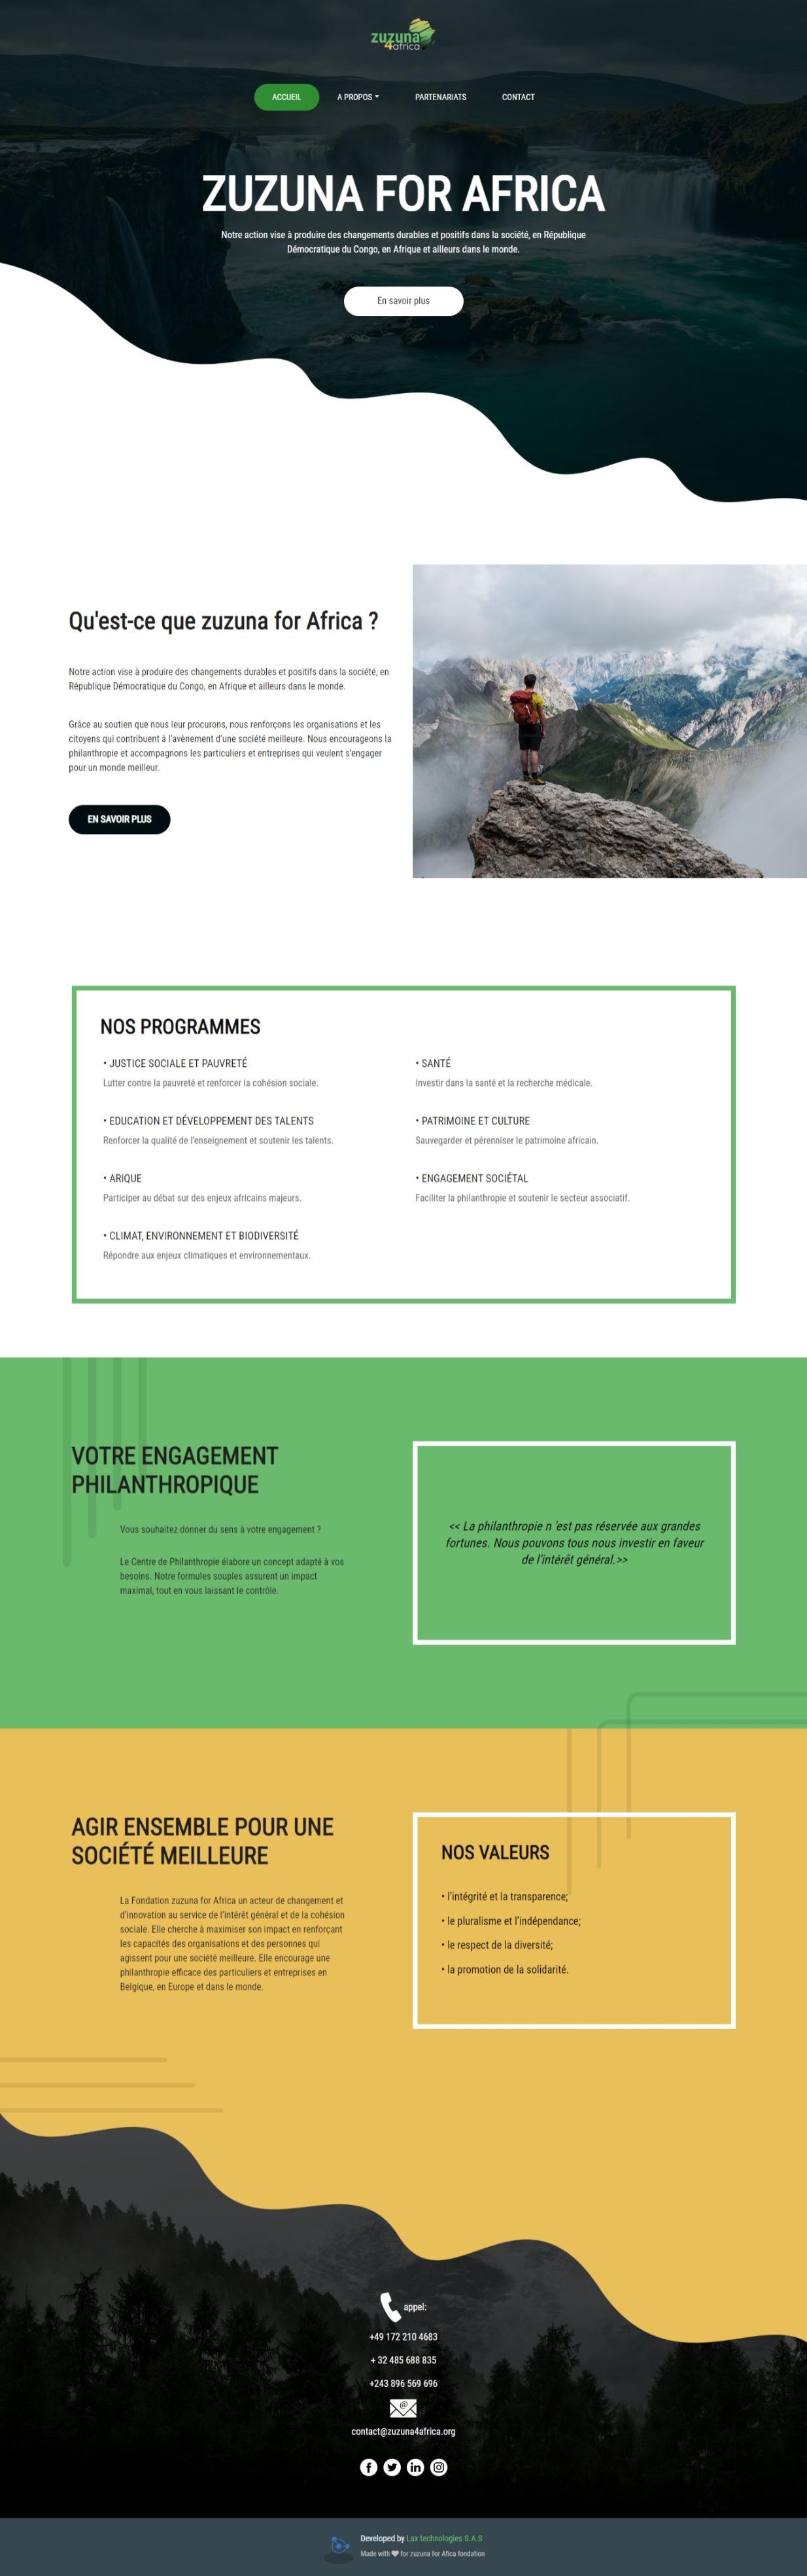 zuzuna
4africa
ACCUEIL
A PROPOS
PARTENARIATS
CONTACT
ZUZUNA FOR AFRICA
Notre action vise à produire des changements durables et positifs dans la société, en République
Démocratique du Congo, en Afrique et ailleurs dans le monde.
En savoir plus
Qu'est-ce que zuzuna for Africa ?
Notre action vise à produire des changements durables et positifs dans la société, en
République Démocratique du Congo, en Afrique et ailleurs dans le monde.
Grâce au soutien que nous leur procurons, nous renforçons les organisations et les
citoyens qui contribuent à l'avènement d'une société meilleure. Nous encourageons la
philanthropie et accompagnons les particuliers et entreprises qui veulent s'engager
pour un monde meilleur.
EN SAVOIR PLUS
NOS PROGRAMMES
• JUSTICE SOCIALE ET PAUVRETÉ
Lutter contre la pauvreté et renforcer la cohésion sociale.
• SANTÉ
Investir dans la santé et la recherche médicale.
• EDUCATION ET DÉVELOPPEMENT DES TALENTS
Renforcer la qualité de l'enseignement et soutenir les talents.
• PATRIMOINE ET CULTURE
Sauvegarder et pérenniser le patrimoine africain.
• ARIQUE
Participer au débat sur des enjeux africains majeurs.
• ENGAGEMENT SOCIÉTAL
Faciliter la philanthropie et soutenir le secteur associatif.
• CLIMAT, ENVIRONNEMENT ET BIODIVERSITÉ
Répondre aux enjeux climatiques et environnementaux.
VOTRE ENGAGEMENT
PHILANTHROPIQUE
Vous souhaitez donner du sens à votre engagement ?
Le Centre de Philanthropie élabore un concept adapté à vos
besoins. Notre formules souples assurent un impact
maximal, tout en vous laissant le contrôle.
<< La philanthropie n 'est pas réservée aux grandes
fortunes. Nous pouvons tous nous investir en faveur
de l'intérêt général.>>
AGIR ENSEMBLE POUR UNE
SOCIÉTÉ MEILLEURE
La Fondation zuzuna for Africa un acteur de changement et
d'innovation au service de l'intérêt général et de la cohésion
sociale. Elle cherche à maximiser son impact en renforçant
les capacités des organisations et des personnes qui
agissent pour une société meilleure. Elle encourage une
philanthropie efficace des particuliers et entreprises en
Belgique, en Europe et dans le monde.
NOS VALEURS
• l'intégrité et la transparence;
• le pluralisme et l'indépendance;
• le respect de la diversité;
• la promotion de la solidarité.
appel:
+49 172 210 4683
+ 32 485 688 835
+243 896 569 696
contact@zuzuna4africa.org
Developed by Lax technologies S.A.S
Made with ❤ for zuzuna for Afica fondation